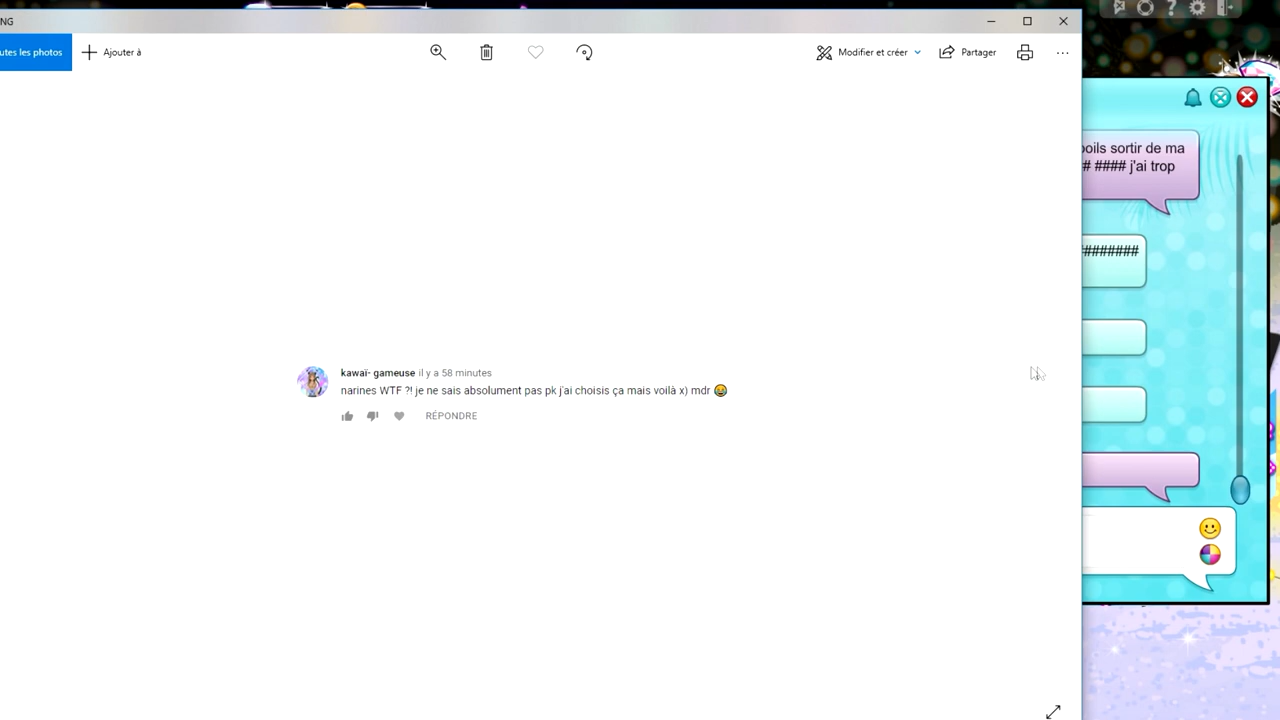 NG
utes les photos
Ajouter à
Modifier et créer
Partager
oils sortir de ma
# #### j'ai trop
########
kawaï- gameuse il y a 58 minutes
narines WTF ?! je ne sais absolument pas pk j'ai choisis ça mais voilà x) mdr 😂
RÉPONDRE